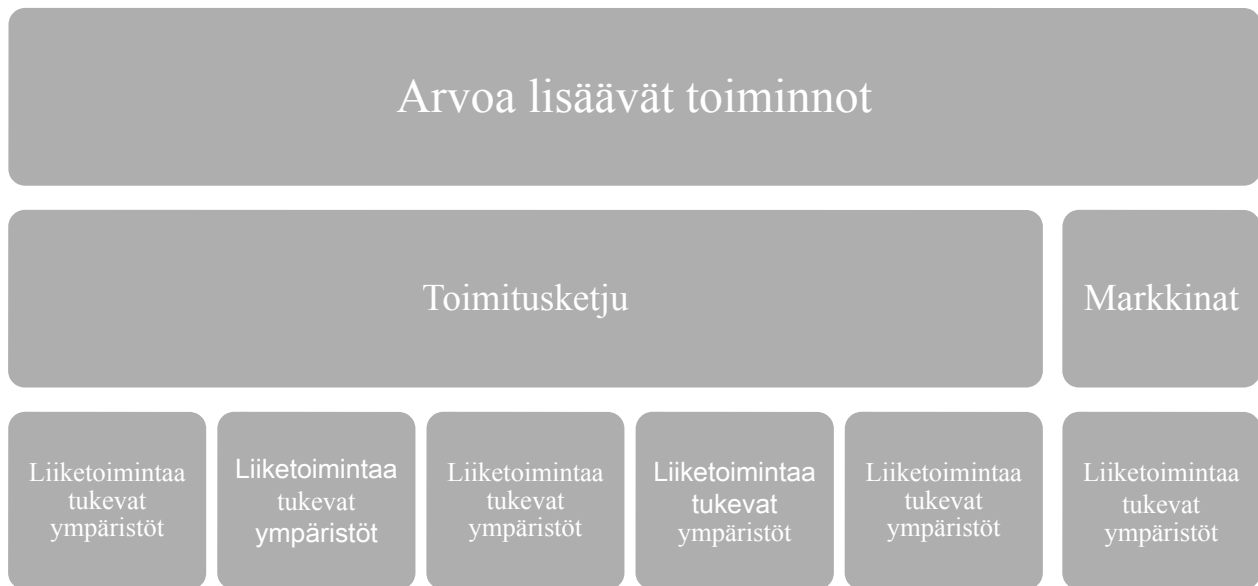 Arvoa lisäävät toiminnot
Toimitusketju
Markkinat
Liiketoimintaa
tukevat
ympäristöt
Liiketoimintaa
tukevat
ympäristöt
Liiketoimintaa
tukevat
ympäristöt
Liiketoimintaa
tukevat
ympäristöt
Liiketoimintaa
tukevat
ympäristöt
Liiketoimintaa
tukevat
ympäristöt